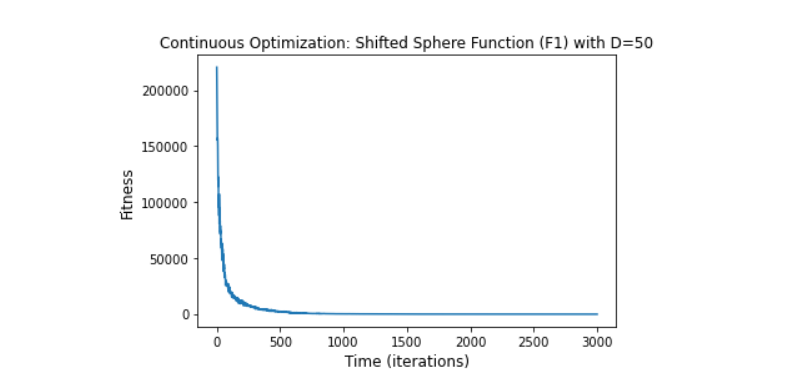 Continuous Optimization: Shifted Sphere Function (F1) with D=50
200000
150000
100000
50000
0
Fitness
0 500 1000 1500 2000 2500 3000
Time (iterations)